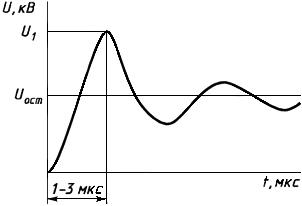 U, кВ
U1
Uост
t, мкс
1-3 мкс